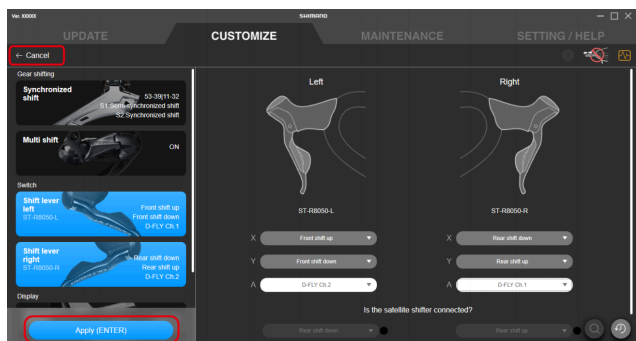 Ver. XXXXX
SHIMANO
UPDATE
CUSTOMIZE
MAINTENANCE
SETTING / HELP
← Cancel
Gear shifting
Synchronized shift
53-39|11-32
S1:Semi-synchronized shift
S2:Synchronized shift
Multi shift
ON
Switch
Shift lever left
ST-R8050-L
Front shift up
Front shift down
D-FLY Ch.1
Shift lever right
ST-R8050-R
Rear shift down
Rear shift up
D-FLY Ch.2
Display
Apply (ENTER)
Left
Right
ST-R8050-L
ST-R8050-R
X
Front shift up
X
Rear shift down
Y
Front shift down
Y
Rear shift up
A
D-FLY Ch.2
A
D-FLY Ch.1
Is the satellite shifter connected?
Rear shift down
Rear shift up